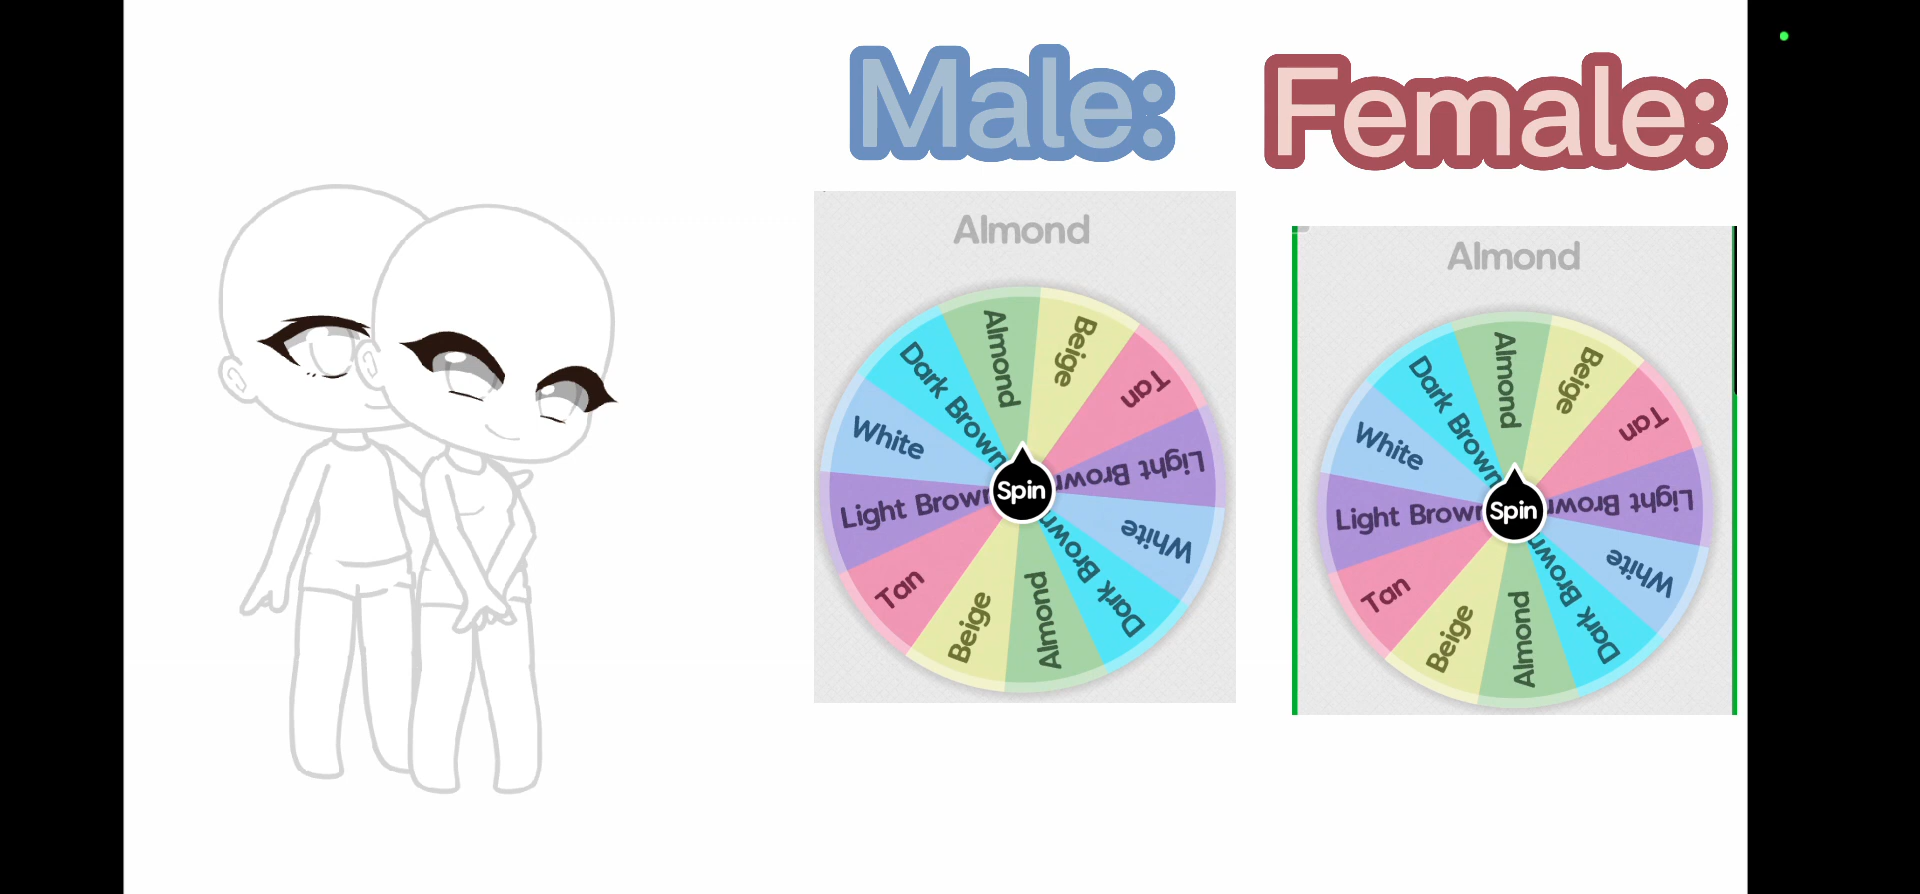 Male:
Female:
Almond
Almond
Beige
Tan
Light Brown
White
Dark Brown
Almond
Beige
Tan
Light Brown
White
Dark Brown
Spin
Almond
Almond
Beige
Tan
Light Brown
White
Dark Brown
Almond
Beige
Tan
Light Brown
White
Dark Brown
Spin